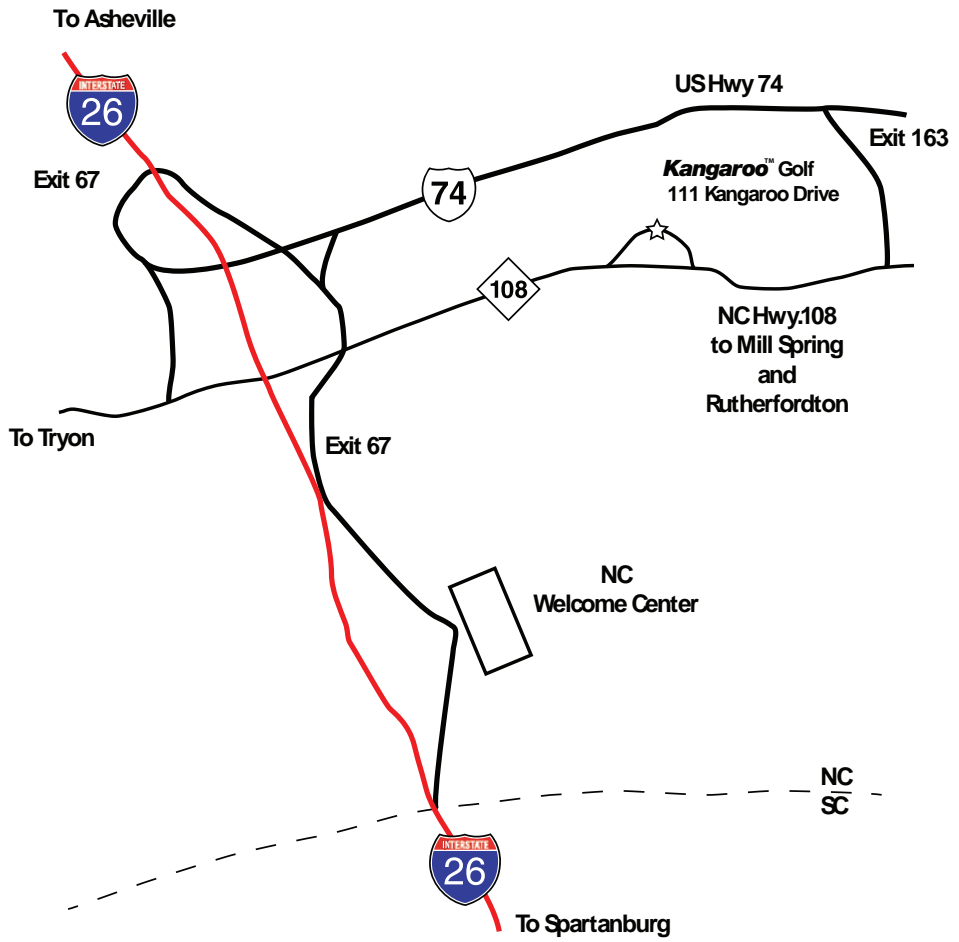 To Asheville
INTERSTATE
26
US Hwy 74
Exit 163
Exit 67
Kangaroo™ Golf
111 Kangaroo Drive
74
108
NC Hwy.108
to Mill Spring
and
Rutherfordton
To Tryon
Exit 67
NC
Welcome Center
NC
SC
INTERSTATE
26
To Spartanburg